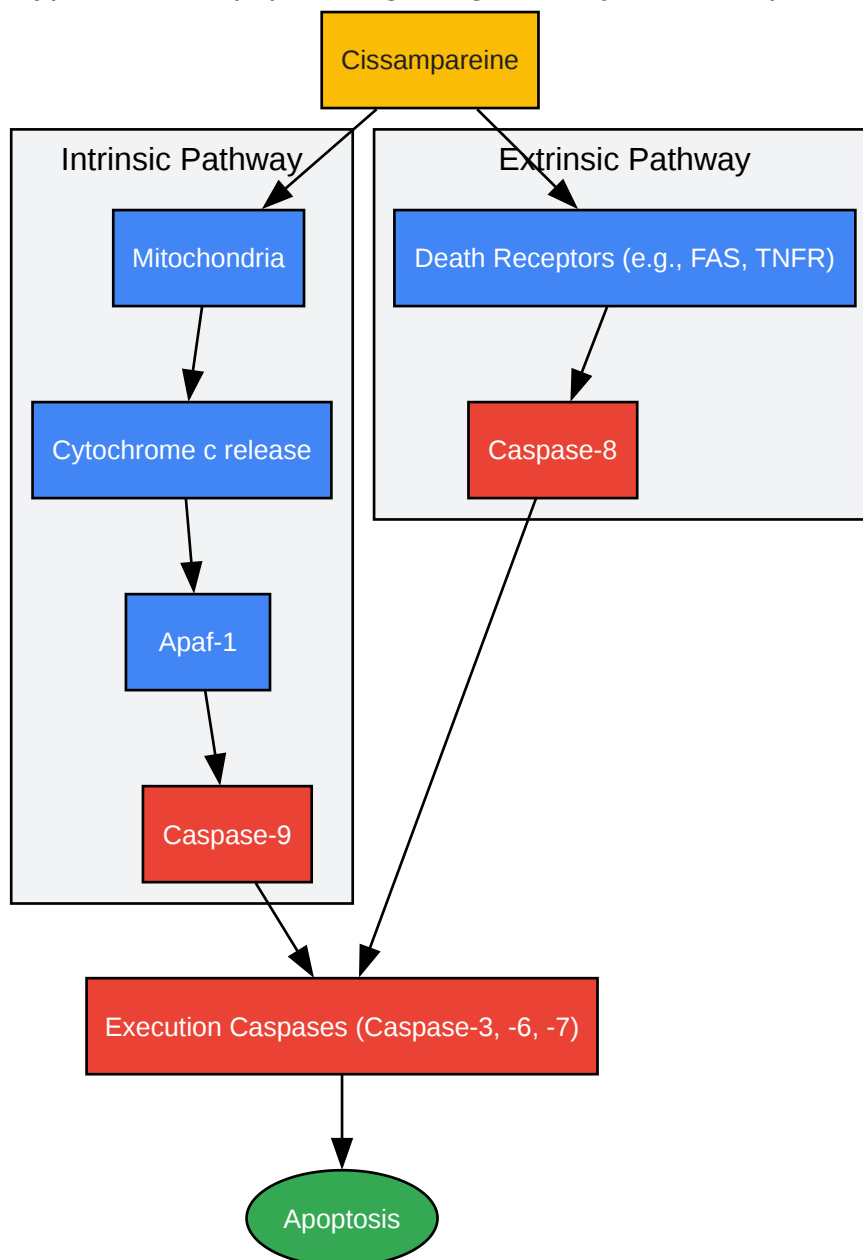 Cissampareine
Intrinsic Pathway
Extrinsic Pathway
Mitochondria
Death Receptors (e.g., FAS, TNFR)
Cytochrome c release
Caspase-8
Apaf-1
Caspase-9
Execution Caspases (Caspase-3, -6, -7)
Apoptosis